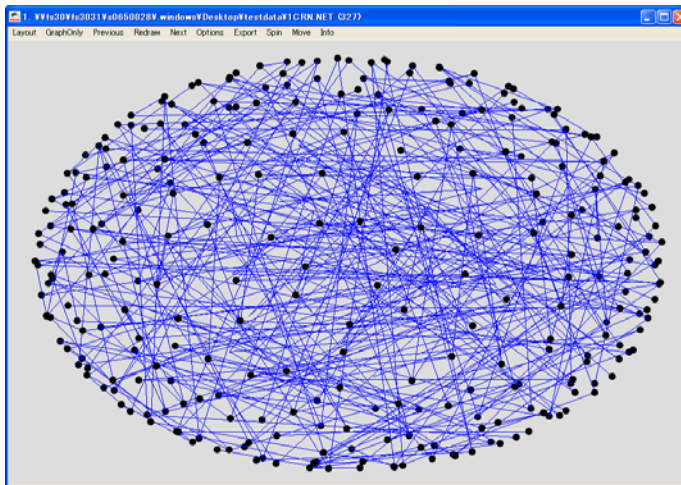 1. ¥¥fs30¥fs3031¥s0650028¥.windows¥Desktop¥testdata¥1CRN.NET (327)
Layout GraphOnly Previous Redraw Next Options Export Spin Move Info